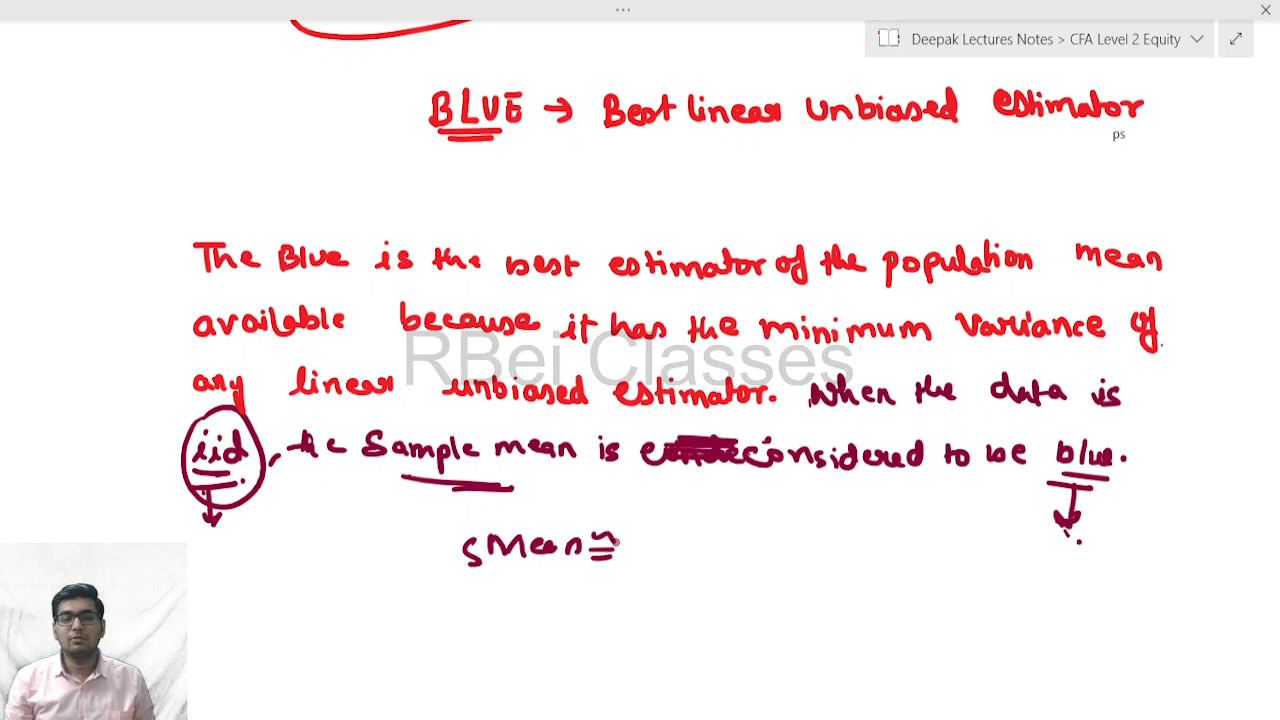 Deepak Lectures Notes > CFA Level 2 Equity
BLUE → Best linear unbiased estimator
ps
The Blue is the best estimator of the population mean
available because it has the minimum variance of
RBei Classes
any linear unbiased estimator. When the data is
iid, the Sample mean is considered to be blue.
SMean ≅